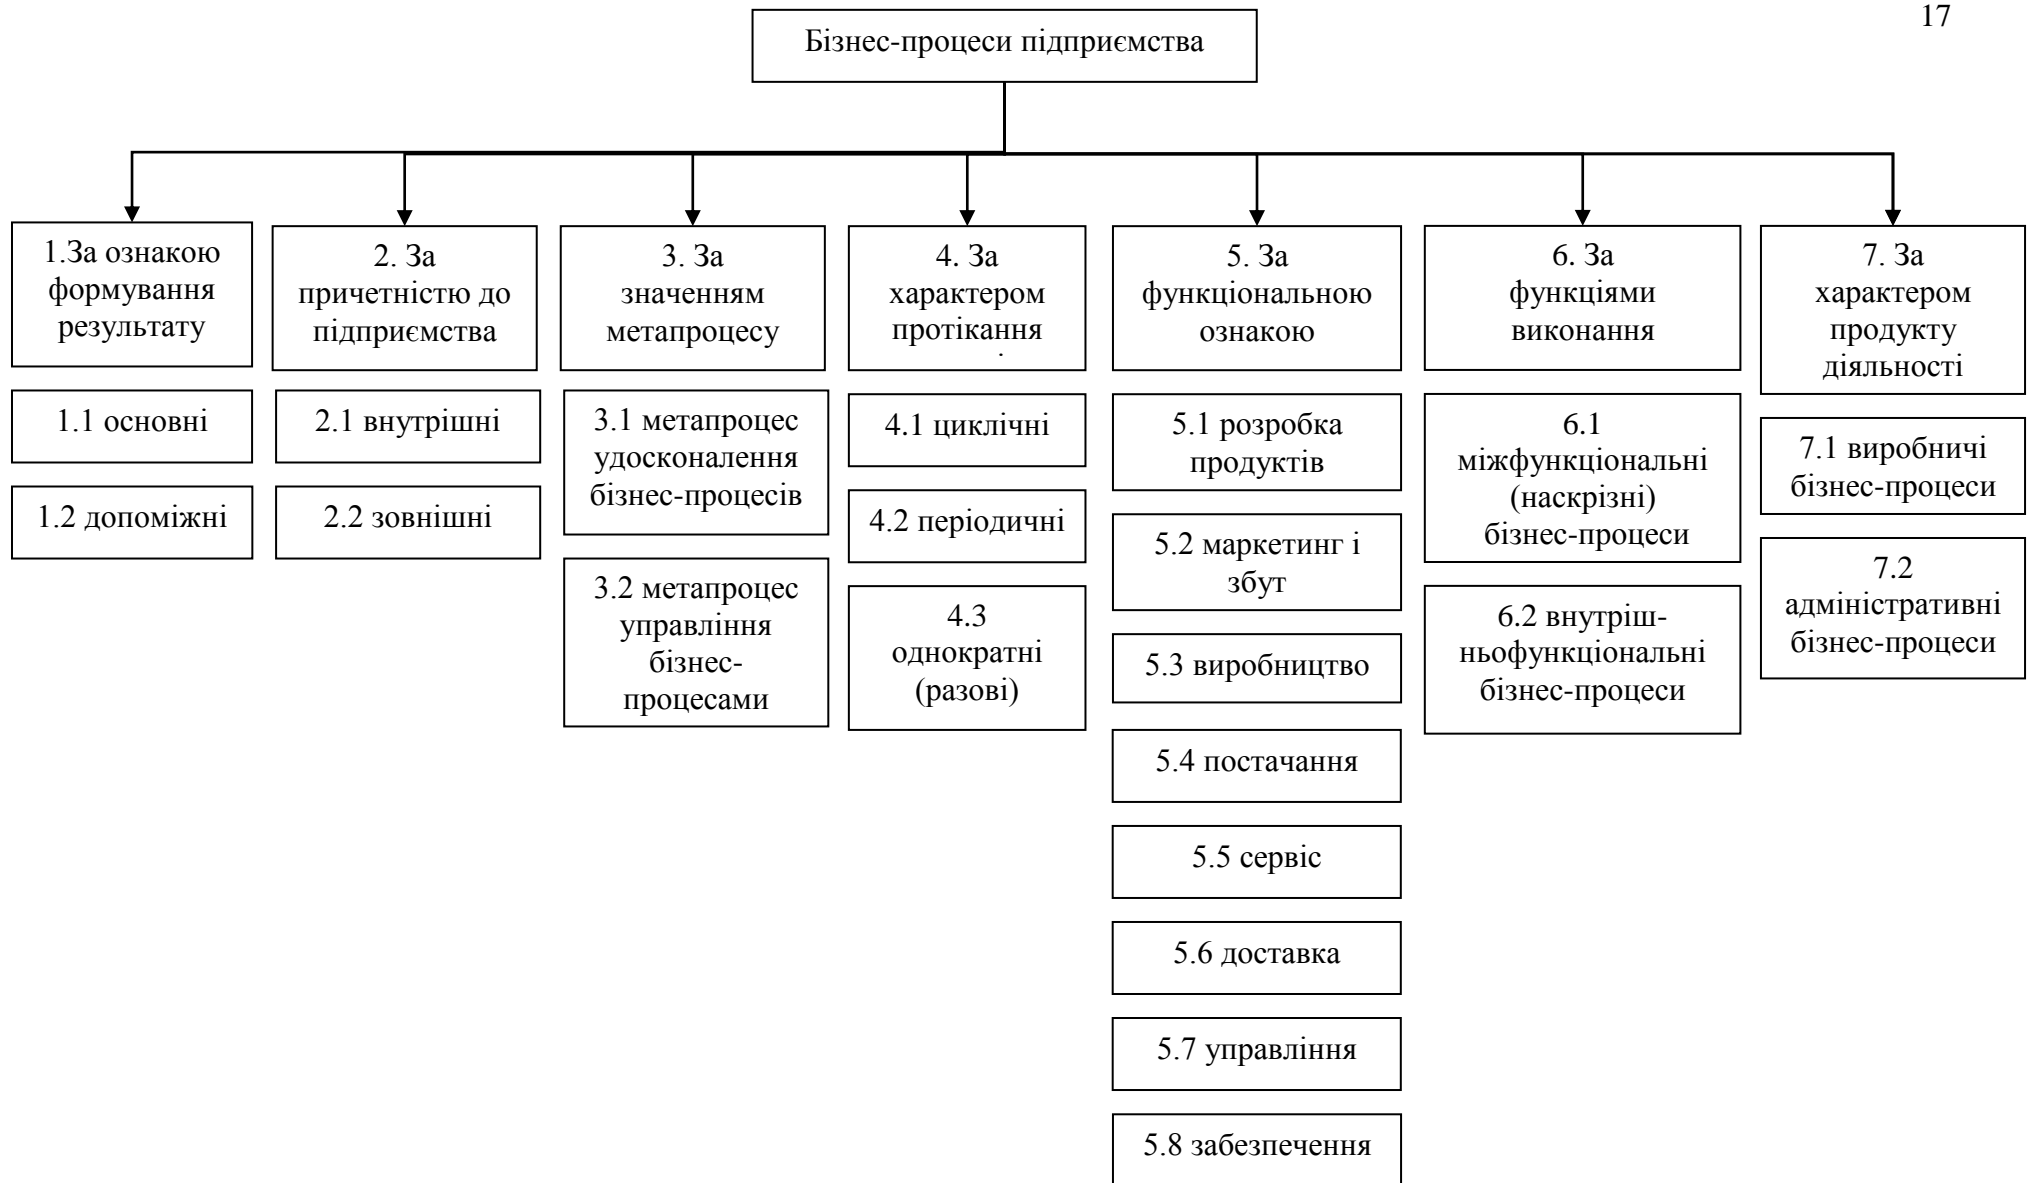 17
Бізнес-процеси підприємства
1.За ознакою
формування
результату
1.1 основні
1.2 допоміжні
2. За
причетністю до
підприємства
2.1 внутрішні
2.2 зовнішні
3. За
значенням
метапроцесу
3.1 метапроцес
удосконалення
бізнес-процесів
3.2 метапроцес
управління
бізнес-
процесами
4. За
характером
протікання
4.1 циклічні
4.2 періодичні
4.3
однократні
(разові)
5. За
функціональною
ознакою
5.1 розробка
продуктів
5.2 маркетинг і
збут
5.3 виробництво
5.4 постачання
5.5 сервіс
5.6 доставка
5.7 управління
5.8 забезпечення
6. За
функціями
виконання
6.1
міжфункціональні
(наскрізні)
бізнес-процеси
6.2 внутріш-
ньофункціональні
бізнес-процеси
7. За
характером
продукту
діяльності
7.1 виробничі
бізнес-процеси
7.2
адміністративні
бізнес-процеси